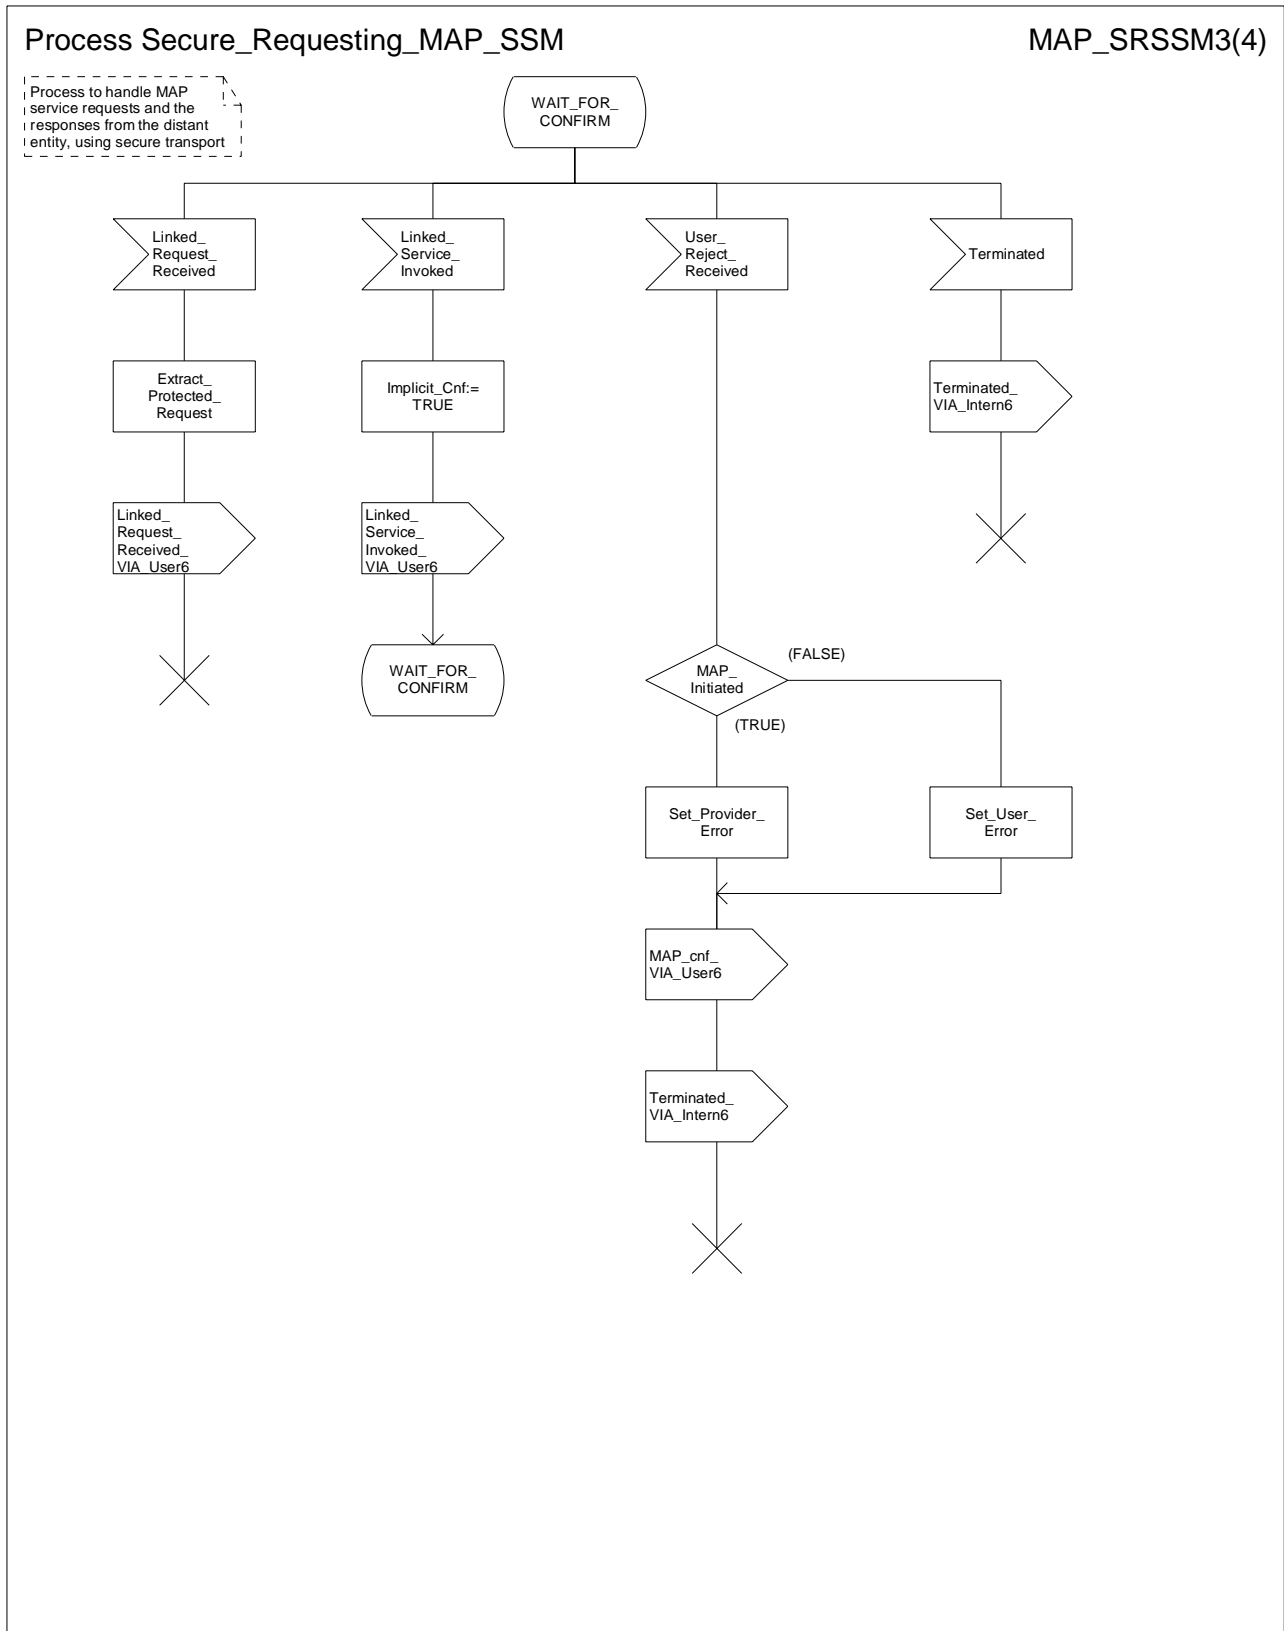 Process Secure_Requesting_MAP_SSM
MAP_SRSSM3(4)
Process to handle MAP
service requests and the
responses from the distant
entity, using secure transport
WAIT_FOR_
CONFIRM
Linked_
Request_
Received
Linked_
Service_
Invoked
User_
Reject_
Received
Terminated
Extract_
Protected_
Request
Implicit_Cnf:=
TRUE
Terminated_
VIA_Intern6
Linked_
Request_
Received_
VIA_User6
Linked_
Service_
Invoked_
VIA_User6
WAIT_FOR_
CONFIRM
MAP_
Initiated
(FALSE)
(TRUE)
Set_Provider_
Error
Set_User_
Error
MAP_cnf_
VIA_User6
Terminated_
VIA_Intern6